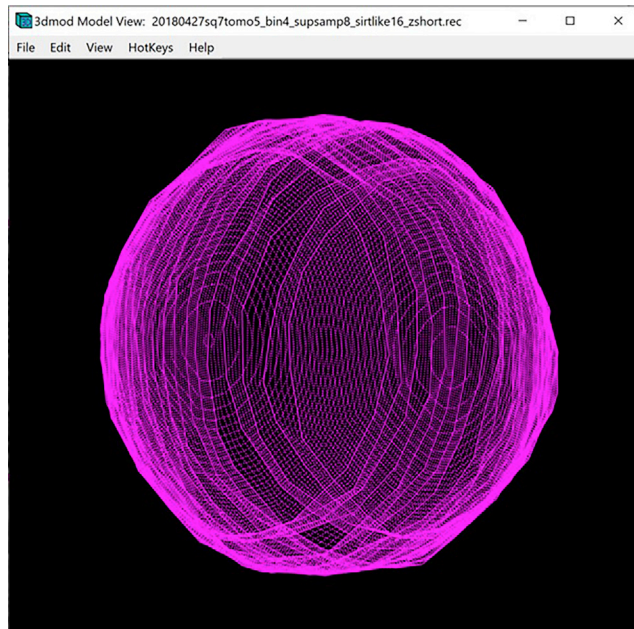 3dmod Model View:  20180427sq7tomo5_bin4_supsamp8_sirtlike16_zshort.rec
File Edit View HotKeys Help